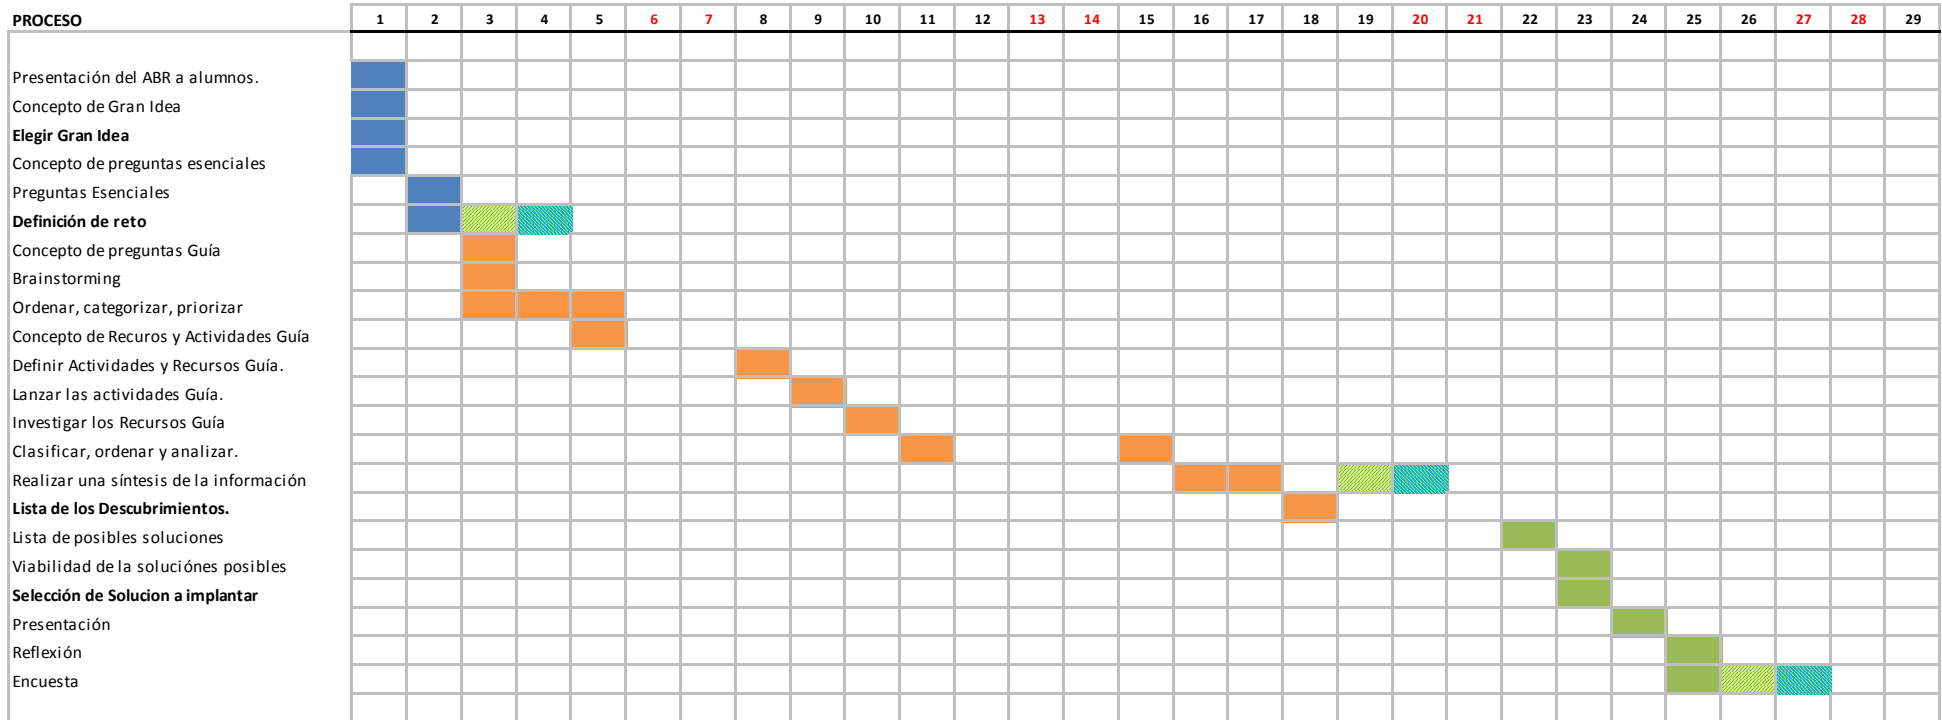 PROCESO 1 2 3 4 5 6 7 8 9 10 11 12 13 14 15 16 17 18 19 20 21 22 23 24 25 26 27 28 29
Presentación del ABR a alumnos.
Concepto de Gran Idea
Elegir Gran Idea
Concepto de preguntas esenciales
Preguntas Esenciales
Definición de reto
Concepto de preguntas Guía
Brainstorming
Ordenar, categorizar, priorizar
Concepto de Recuros y Actividades Guía
Definir Actividades y Recursos Guía.
Lanzar las actividades Guía.
Investigar los Recursos Guía
Clasificar, ordenar y analizar.
Realizar una síntesis de la información
Lista de los Descubrimientos.
Lista de posibles soluciones
Viabilidad de la soluciónes posibles
Selección de Solucion a implantar
Presentación
Reflexión
Encuesta